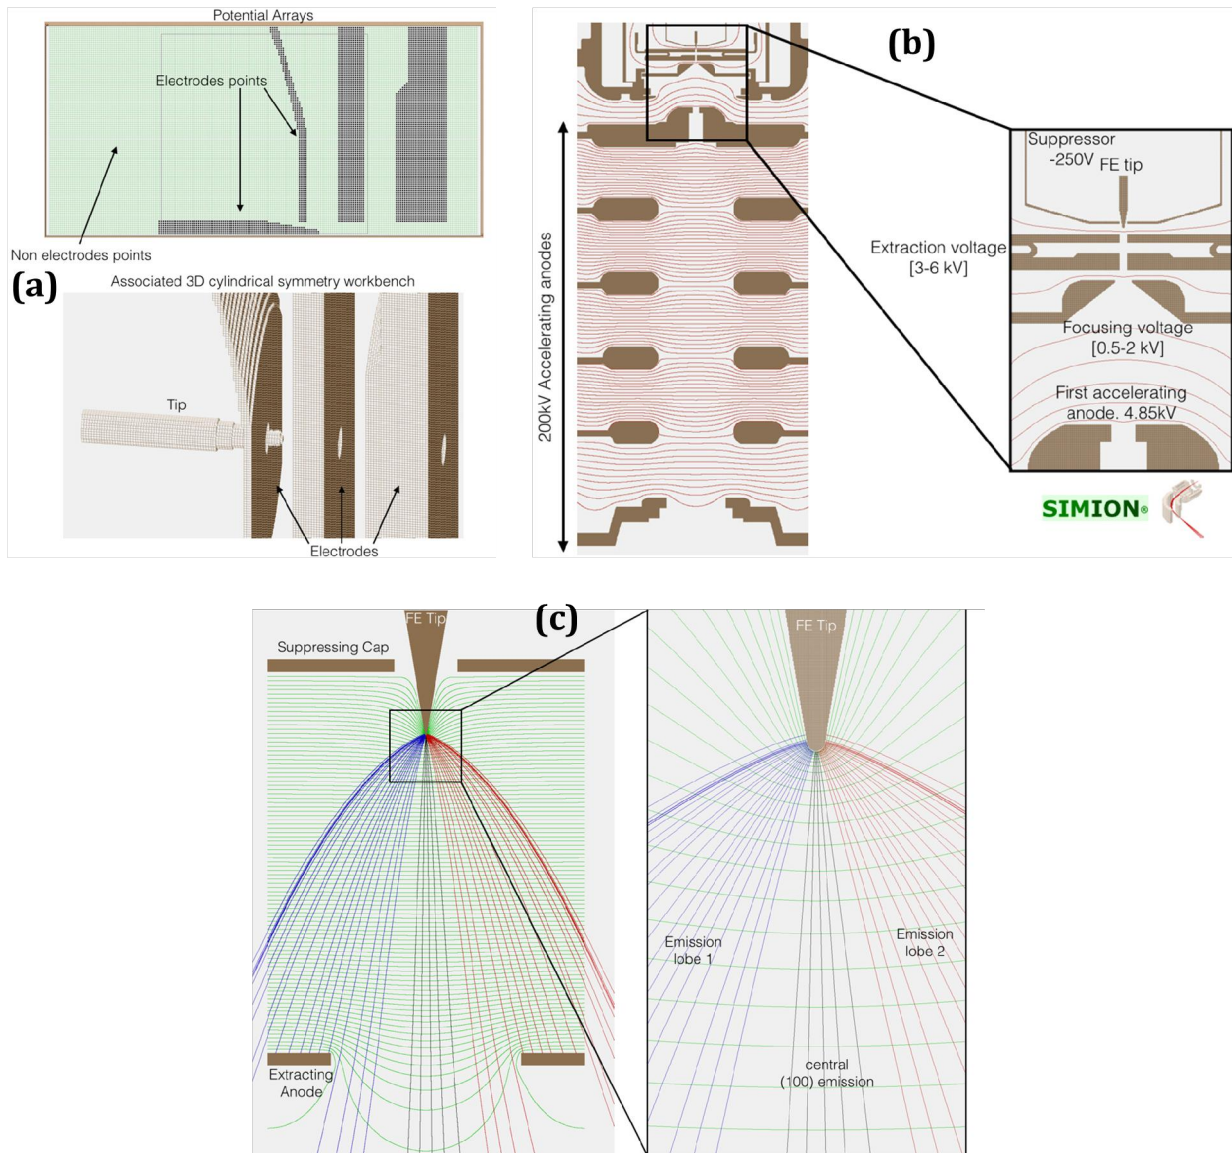 Potential Arrays
Electrodes points
Non electrodes points
(a)
Associated 3D cylindrical symmetry workbench
Tip
Electrodes
(b)
200kV Accelerating anodes
Suppressor
-250V
FE tip
Extraction voltage
[3-6 kV]
Focusing voltage
[0.5-2 kV]
First accelerating
anode. 4.85kV
SIMION®
(c)
FE Tip
Suppressing Cap
Extracting
Anode
FE Tip
Emission
lobe 1
Emission
lobe 2
central
(100) emission